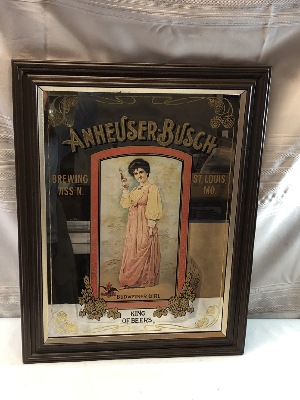 ANHEUSER-BUSCH
BREWING ST. LOUIS
ASS'N. MO.
BUDWEISER GIRL
KING
OF BEERS.